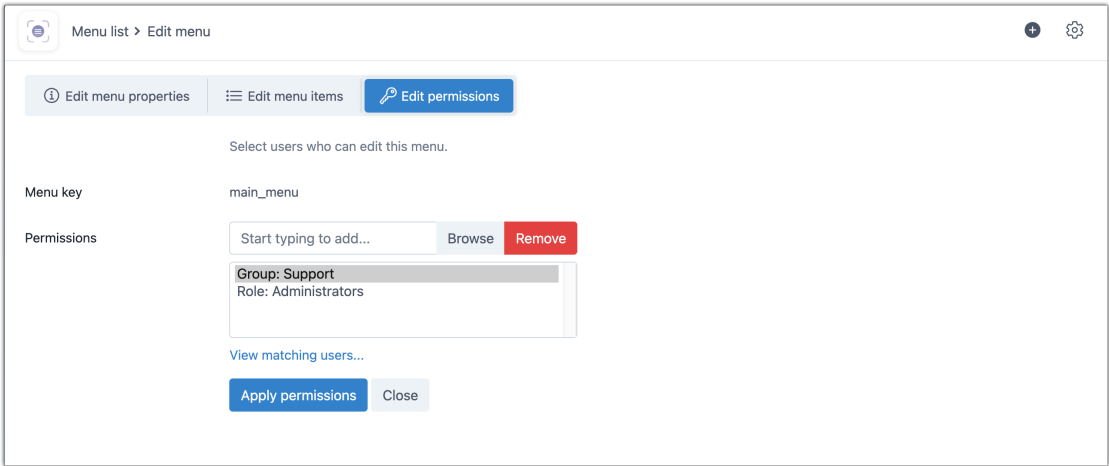 Menu list > Edit menu
Edit menu properties
Edit menu items
Edit permissions
Select users who can edit this menu.
Menu key
main_menu
Permissions
Start typing to add...
Browse
Remove
Group: Support
Role: Administrators
View matching users...
Apply permissions
Close